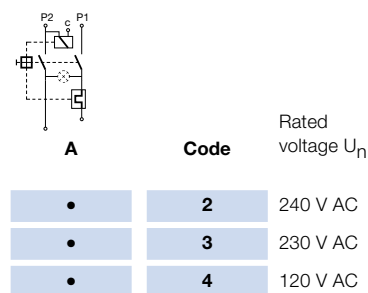 P2 c P1
Rated
A Code voltage Un
• 2 240 V AC
• 3 230 V AC
• 4 120 V AC